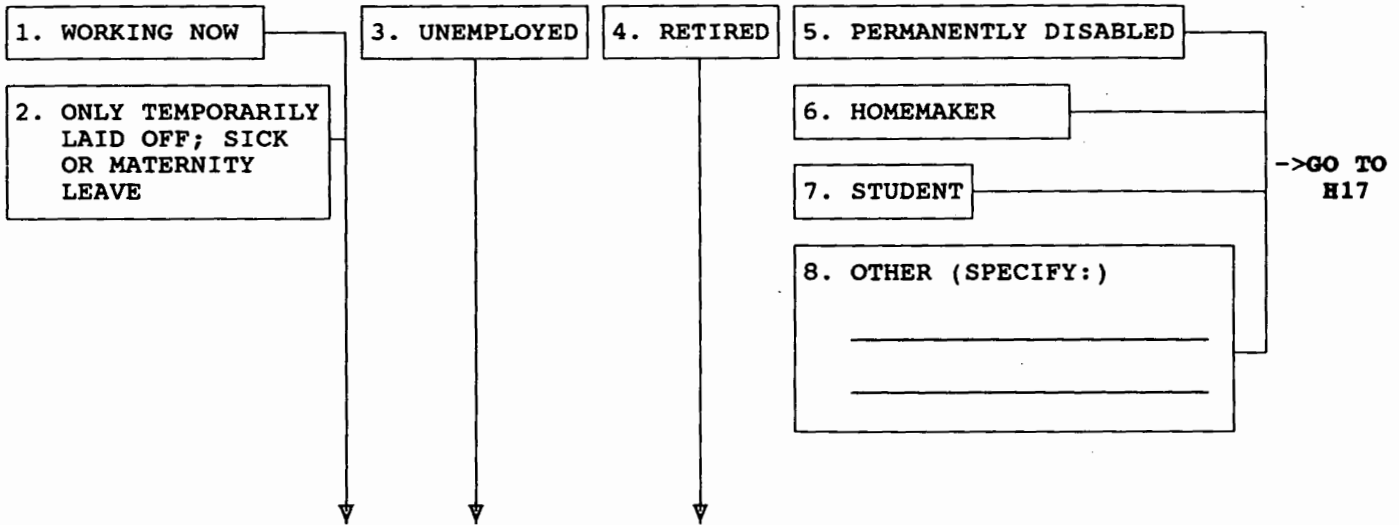 1. WORKING NOW
2. ONLY TEMPORARILY
LAID OFF; SICK
OR MATERNITY
LEAVE
3. UNEMPLOYED
4. RETIRED
5. PERMANENTLY DISABLED
6. HOMEMAKER
7. STUDENT
8. OTHER (SPECIFY:)
->GO TO
H17